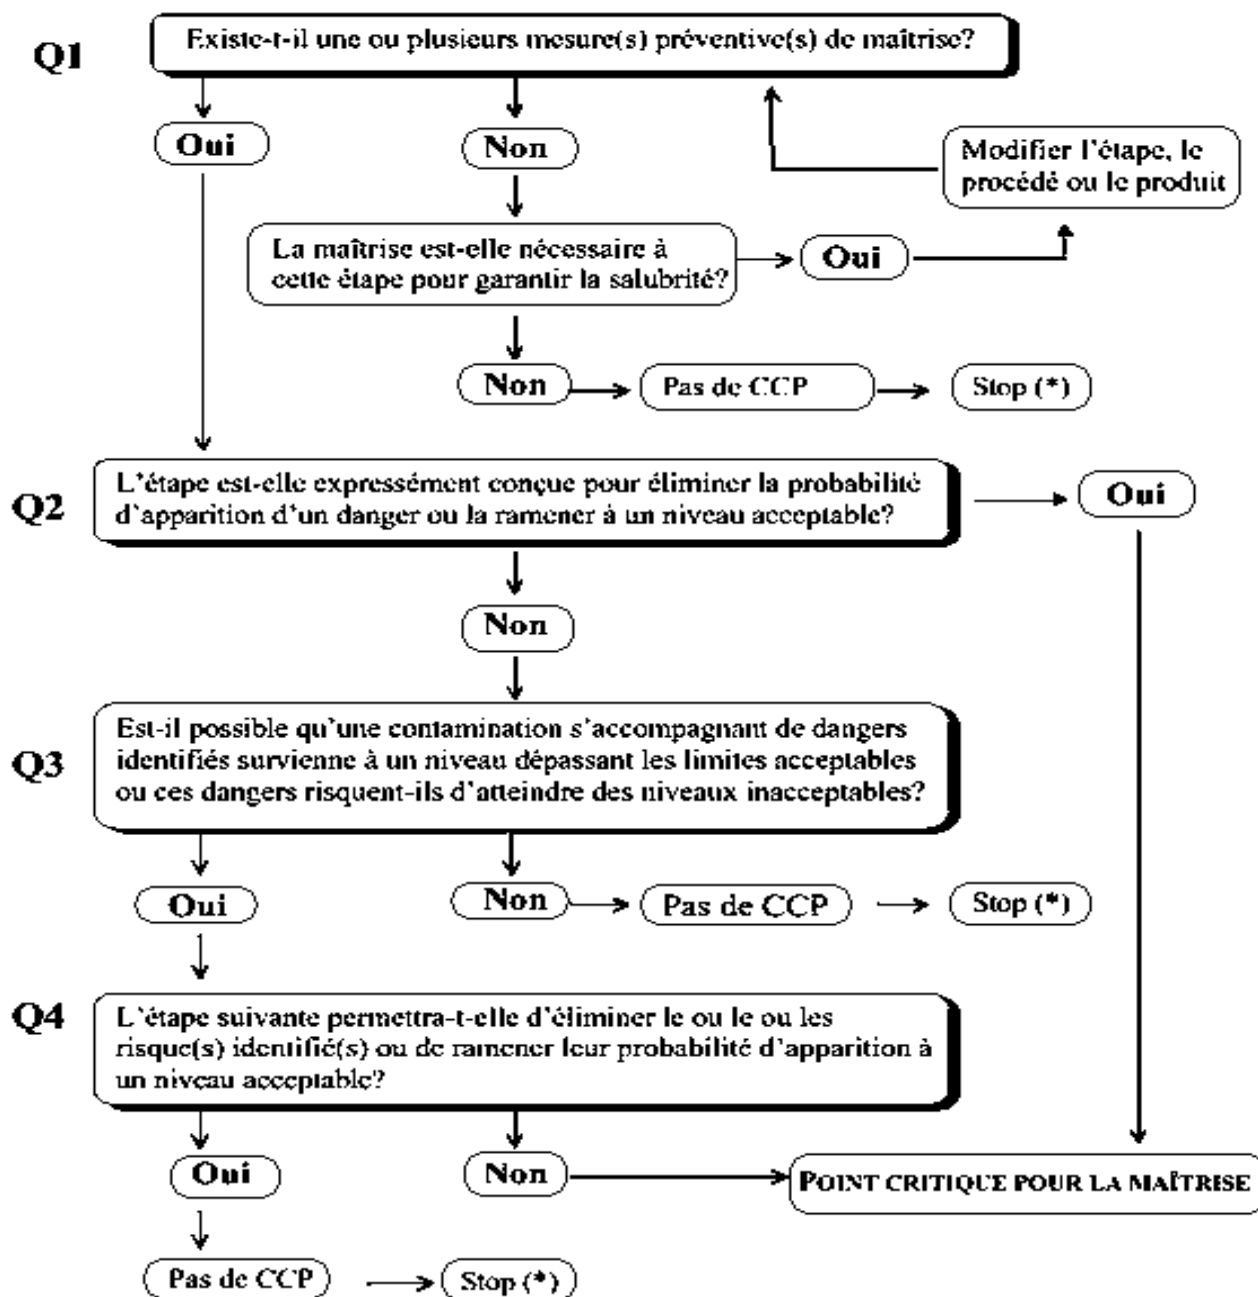 Q1
Existe-t-il une ou plusieurs mesure(s) préventive(s) de maîtrise?
Oui
Non
Modifier l'étape, le
procédé ou le produit
La maîtrise est-elle nécessaire à
cette étape pour garantir la salubrité?
Oui
Non
Pas de CCP
Stop (*)
Q2
L'étape est-elle expressément conçue pour éliminer la probabilité
d'apparition d'un danger ou la ramener à un niveau acceptable?
Oui
Non
Q3
Est-il possible qu'une contamination s'accompagnant de dangers
identifiés survienne à un niveau dépassant les limites acceptables
ou ces dangers risquent-ils d'atteindre des niveaux inacceptables?
Oui
Non
Pas de CCP
Stop (*)
Q4
L'étape suivante permettra-t-elle d'éliminer le ou le ou les
risque(s) identifié(s) ou de ramener leur probabilité d'apparition à
un niveau acceptable?
Oui
Non
POINT CRITIQUE POUR LA MAÎTRISE
Pas de CCP
Stop (*)